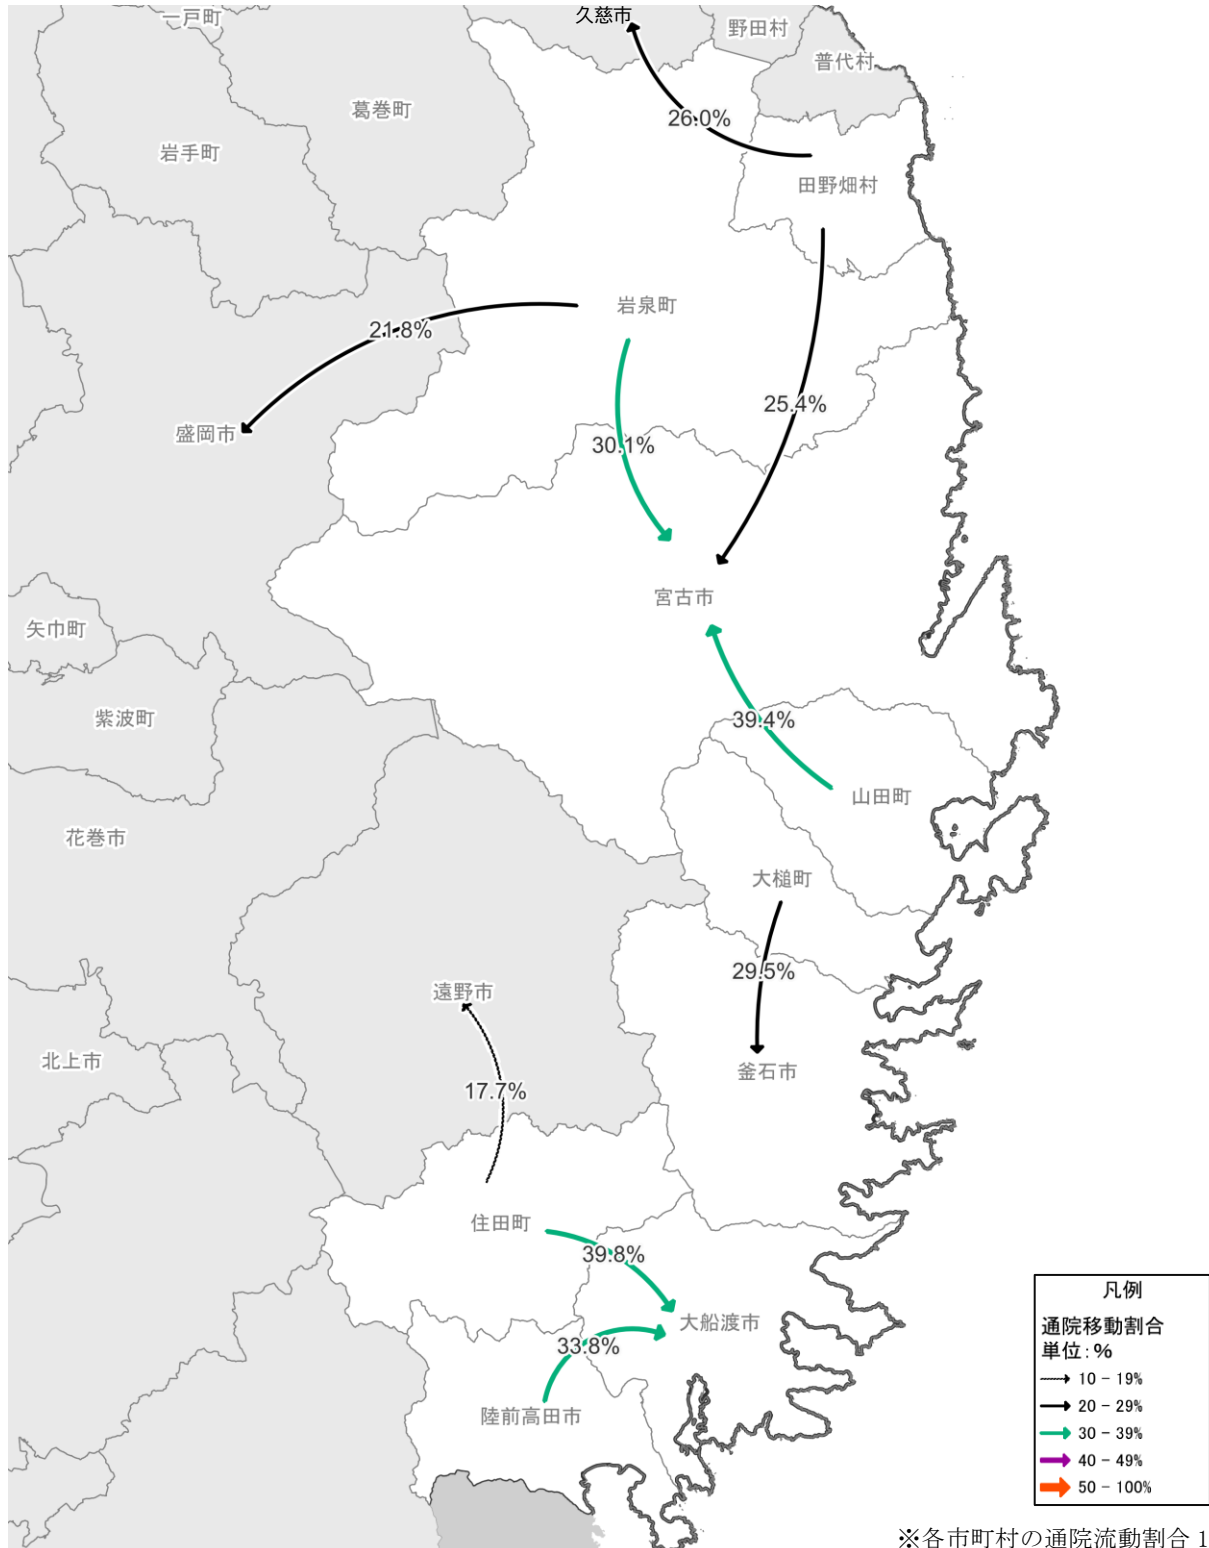 久慈市
一戸町
野田村
普代村
葛巻町
26.0%
岩手町
田野畑村
岩泉町
21.8%
25.4%
盛岡市
30.1%
宮古市
矢巾町
紫波町
39.4%
山田町
花巻市
大槌町
29.5%
遠野市
北上市
釜石市
17.7%
住田町
39.8%
大船渡市
33.8%
陸前高田市
凡例
通院移動割合
単位：%
10 - 19%
20 - 29%
30 - 39%
40 - 49%
50 - 100%
※各市町村の通院流動割合 1